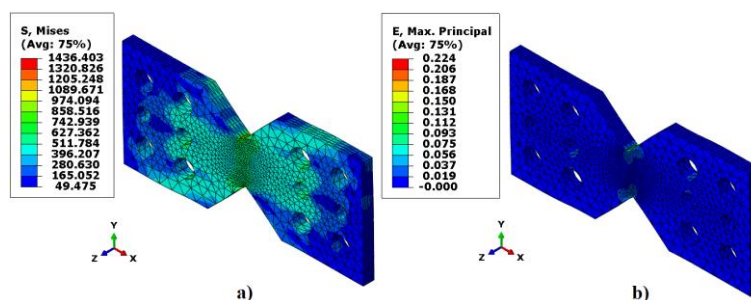 S, Mises
(Avg: 75%)
1436.403
1320.826
1205.248
1089.671
974.094
858.516
742.939
627.362
511.784
396.207
280.630
165.052
49.475
Y
Z X
a)
E, Max. Principal
(Avg: 75%)
0.224
0.206
0.187
0.168
0.150
0.131
0.112
0.093
0.075
0.056
0.037
0.019
-0.000
Y
Z X
b)